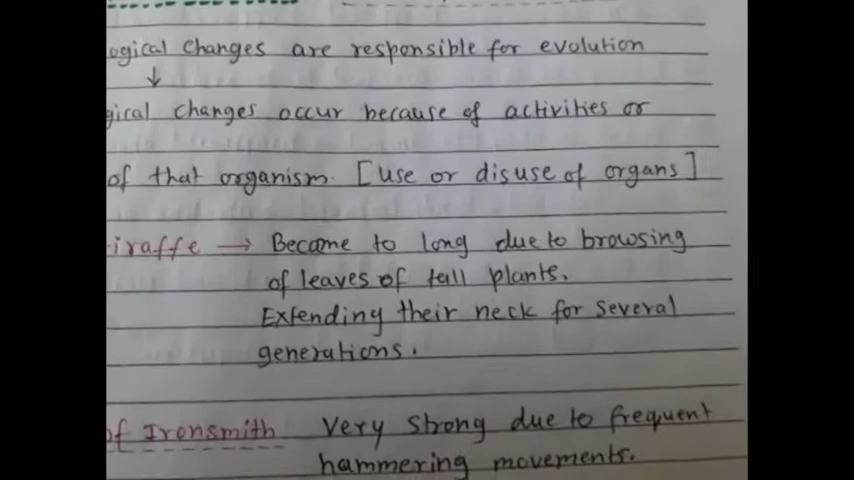 ogical changes are responsible for evolution
↓
gical changes occur because of activities or
of that organism. [use or disuse of organs]
iraffe → Became to long due to browsing
of leaves of tall plants.
Extending their neck for several
generations.
of Ironsmith Very strong due to frequent
hammering movements.